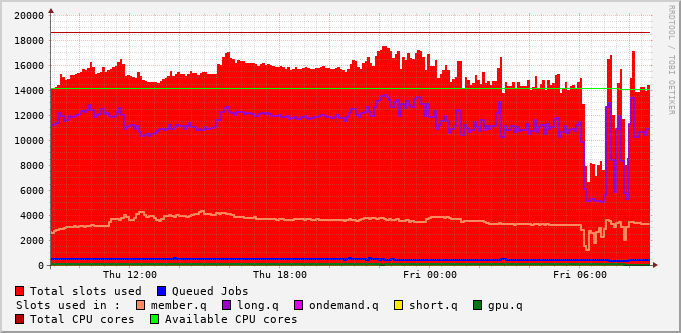 20000
18000
16000
14000
12000
10000
8000
6000
4000
2000
0
Thu 12:00 Thu 18:00 Fri 00:00 Fri 06:00
RRDTOOL / TOBI OETIKER
Total slots used Queued Jobs
Slots used in : member.q long.q ondemand.q short.q gpu.q
Total CPU cores Available CPU cores